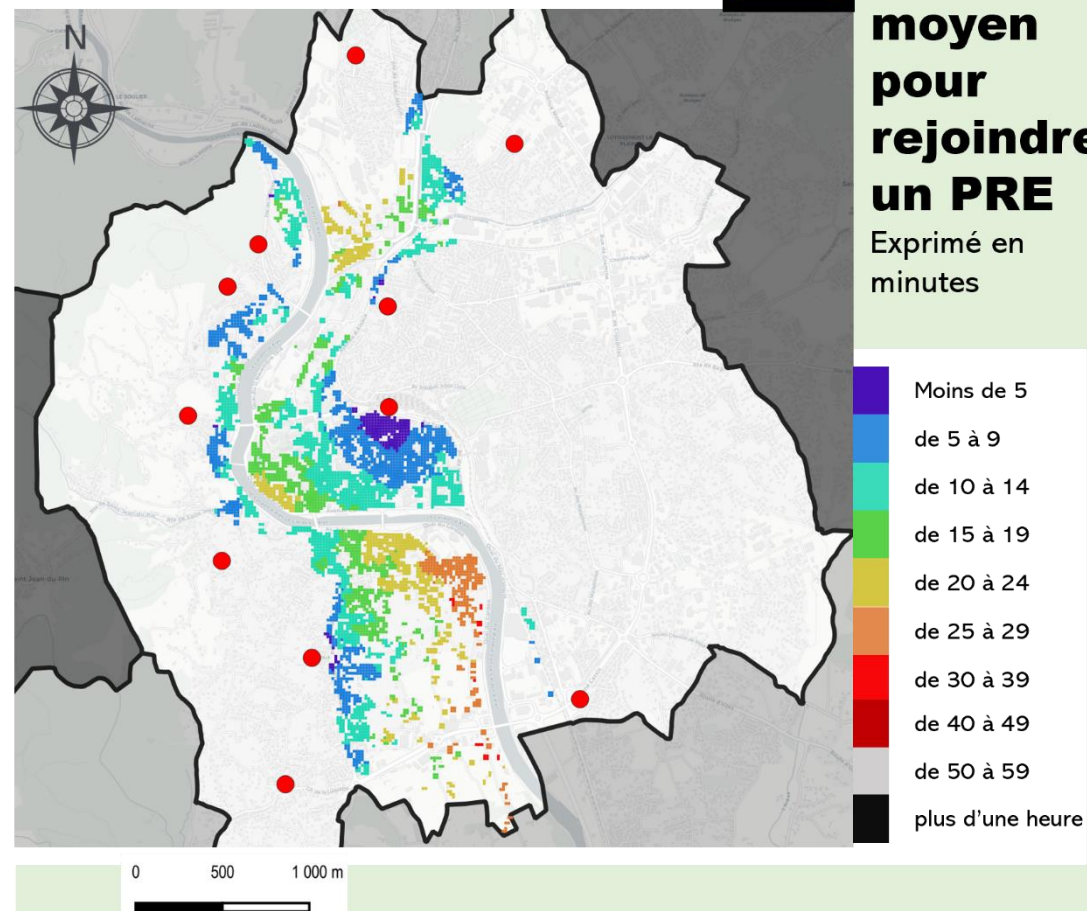 moyen
pour
rejoindre
un PRE
Exprimé en
minutes
N
Moins de 5
de 5 à 9
de 10 à 14
de 15 à 19
de 20 à 24
de 25 à 29
de 30 à 39
de 40 à 49
de 50 à 59
plus d'une heure
0 500 1 000 m